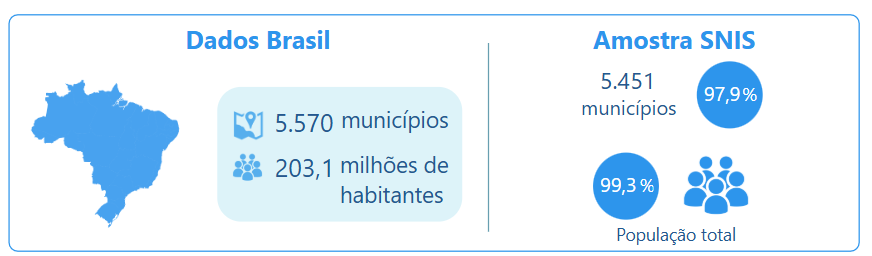 Dados Brasil
5.570 municípios
203,1 milhões de
habitantes
Amostra SNIS
5.451
municípios
97,9 %
99,3 %
População total